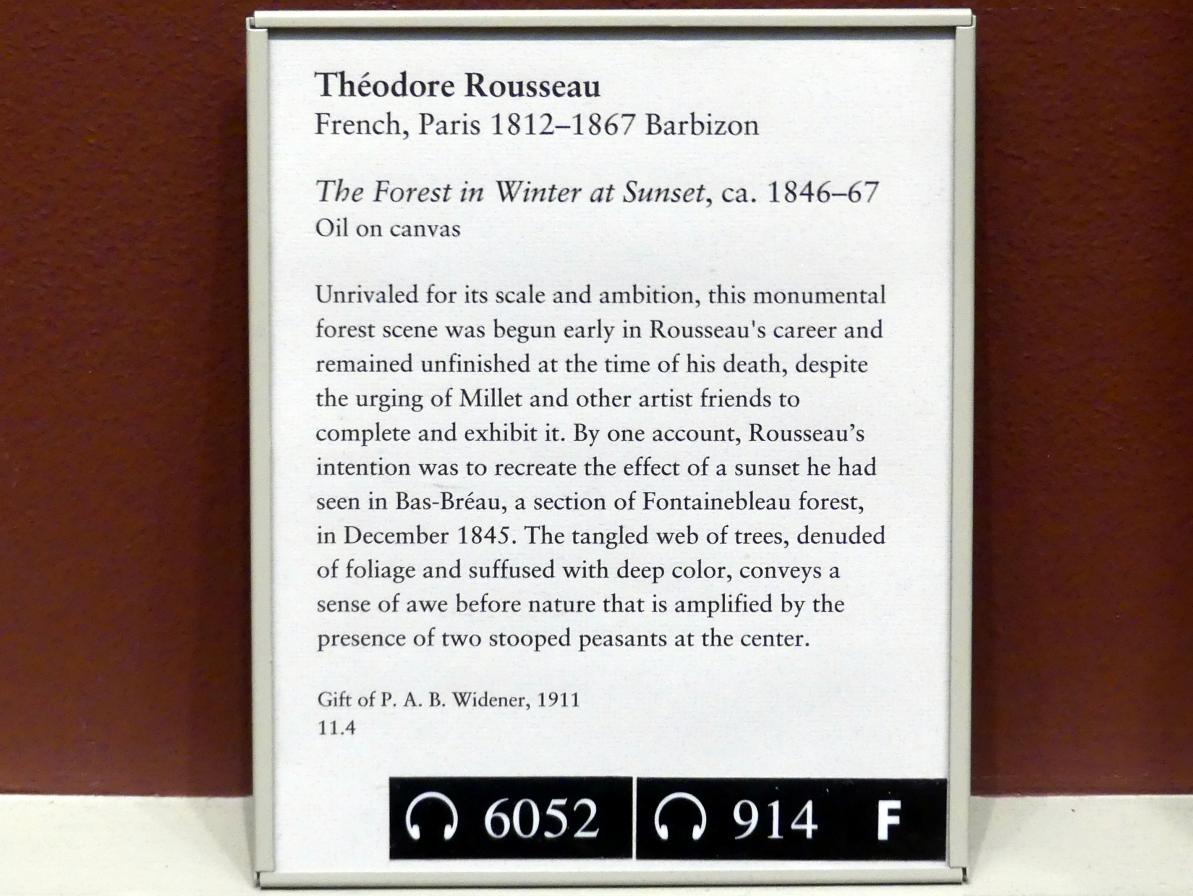 Théodore Rousseau
French, Paris 1812–1867 Barbizon
The Forest in Winter at Sunset, ca. 1846–67
Oil on canvas
Unrivaled for its scale and ambition, this monumental
forest scene was begun early in Rousseau's career and
remained unfinished at the time of his death, despite
the urging of Millet and other artist friends to
complete and exhibit it. By one account, Rousseau’s
intention was to recreate the effect of a sunset he had
seen in Bas-Bréau, a section of Fontainebleau forest,
in December 1845. The tangled web of trees, denuded
of foliage and suffused with deep color, conveys a
sense of awe before nature that is amplified by the
presence of two stooped peasants at the center.
Gift of P. A. B. Widener, 1911
11.4
6052 914 F